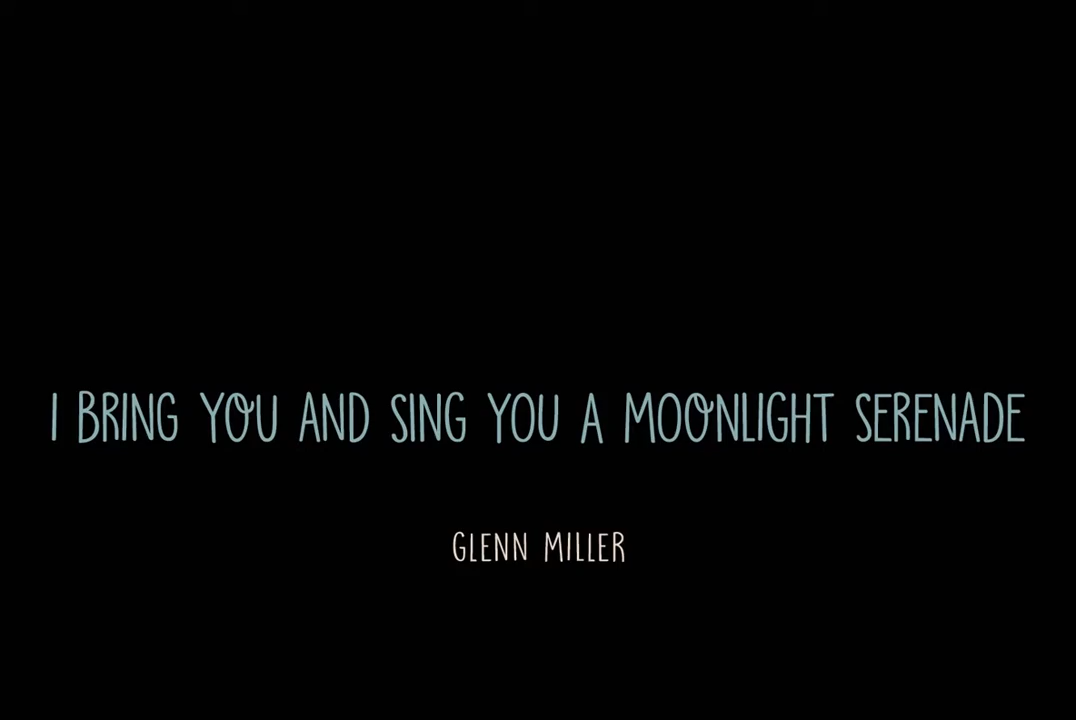 I BRING YOU AND SING YOU A MOONLIGHT SERENADE
GLENN MILLER